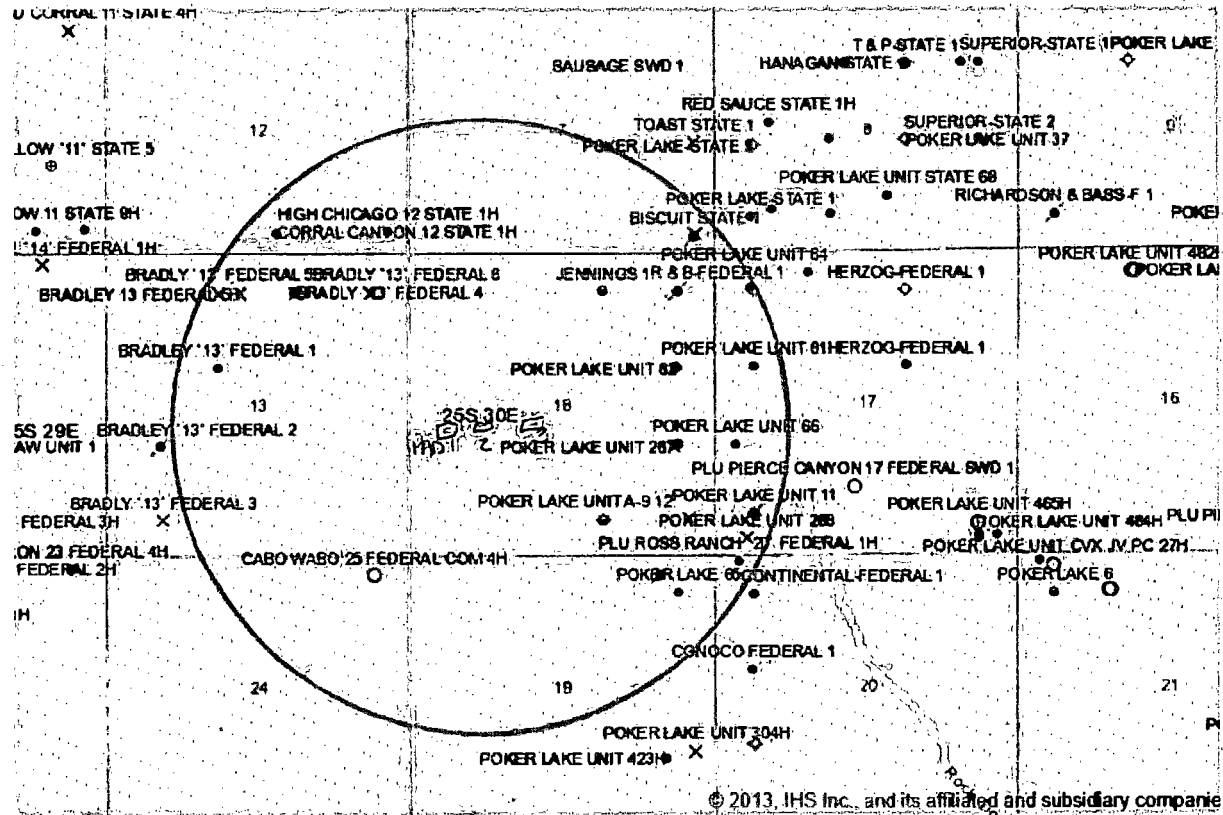 CORRAL 11 STATE 4H
T & P-STATE 1 SUPERIOR-STATE 1 POKER LAKE
SAUSAGE SWD 1
STATE
RED SAUCE STATE 1H
12
TOAST STATE 1
7
8
SUPERIOR-STATE 2
9
LLOW "11" STATE 5
POKER LAKE-STATE
POKER LAKE UNIT 37
POKER LAKE UNIT STATE 68
POKER LAKE-STATE 1
RICHARDSON & BASS-F 1
OW 11 STATE 9H
HIGH CHICAGO 12 STATE 1H
BISCUIT STATE 1
POKE
CORRAL CANYON 12 STATE 1H
"14" FEDERAL 1H
POKER LAKE UNIT 64
POKER LAKE UNIT 482H
BRADLY '13' FEDERAL
BRADLY '13' FEDERAL 6
JENNINGS 1 R & B-FEDERAL 1
HERZOG-FEDERAL 1
POKER LA
BRADLEY 13 FEDERAL
BRADLY '13' FEDERAL 4
BRADLEY '13' FEDERAL 1
POKER LAKE UNIT 61 HERZOG-FEDERAL 1
POKER LAKE UNIT 62
13
18
17
16
25S 30E
5S 29E
BRADLEY '13' FEDERAL 2
POKER LAKE UNIT 66
AW UNIT 1
POKER LAKE UNIT 267
PLU PIERCE CANYON 17 FEDERAL SWD 1
BRADLY '13' FEDERAL 3
POKER LAKE UNIT A-9 12
POKER LAKE UNIT 11
POKER LAKE UNIT 465H
FEDERAL 3H
POKER LAKE UNIT
POKER LAKE UNIT 484H
PLU PI
PLU ROSS RANCH '27' FEDERAL 1H
POKER LAKE UNIT CVX JV PC 27H
ON 23 FEDERAL 4H
CABO WABO '25' FEDERAL COM 4H
FEDERAL 2H
POKER LAKE 65
CONTINENTAL-FEDERAL 1
POKER LAKE 6
1H
CONOCO FEDERAL 1
24
19
20
21
POKER LAKE UNIT 304H
POKER LAKE UNIT 423H
© 2013, IHS Inc., and its affiliated and subsidiary companie